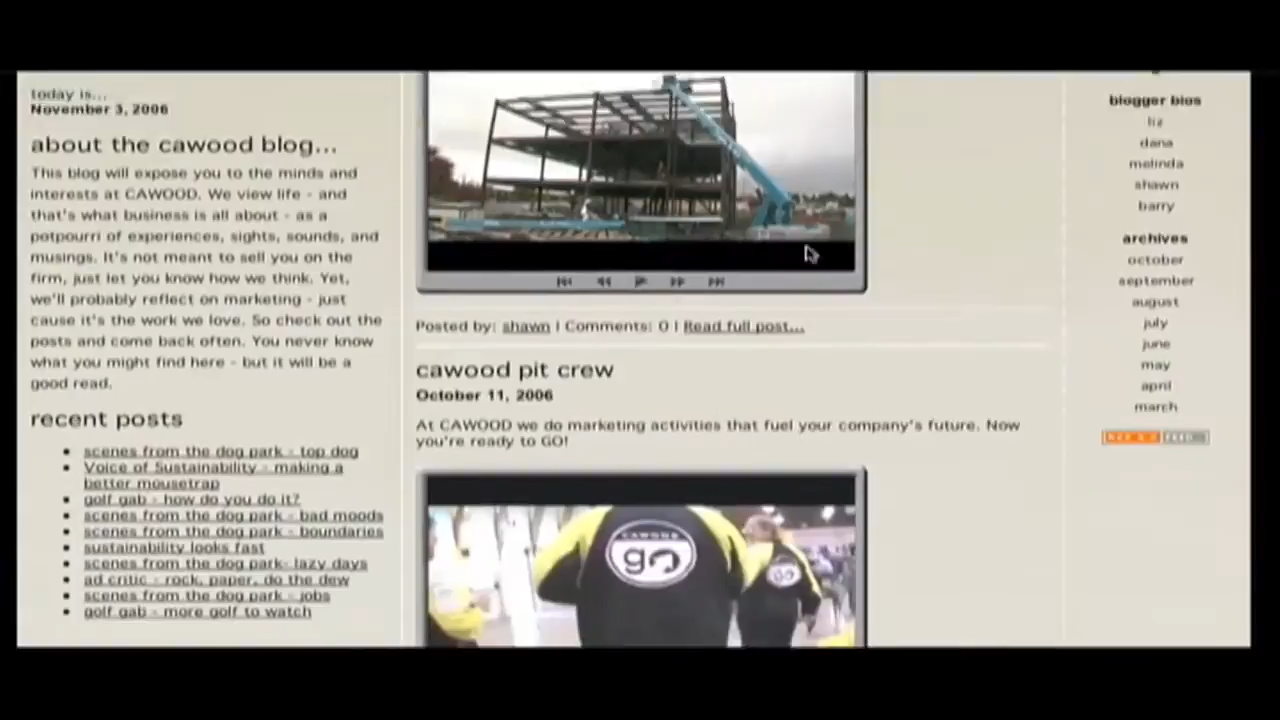 today is...
November 3, 2006
about the cawood blog...
This blog will expose you to the minds and
interests at CAWOOD. We view life - and
that's what business is all about - as a
potpourri of experiences, sights, sounds, and
musings. It's not meant to sell you on the
firm, just let you know how we think. Yet,
we'll probably reflect on marketing - just
cause it's the work we love. So check out the
posts and come back often. You never know
what you might find here - but it will be a
good read.
recent posts
scenes from the dog park - top dog
Voice of Sustainability - making a
better mousetrap
golf gab - how do you do it?
scenes from the dog park - bad moods
scenes from the dog park - boundaries
sustainability looks fast
scenes from the dog park- lazy days
ad critic - rock, paper, do the dew
scenes from the dog park - jobs
golf gab - more golf to watch
Posted by: shawn | Comments: 0 | Read full post...
cawood pit crew
October 11, 2006
At CAWOOD we do marketing activities that fuel your company's future. Now
you're ready to GO!
CAWOOD
go
go
blogger bios
liz
dana
melinda
shawn
barry
archives
october
september
august
july
june
may
april
march